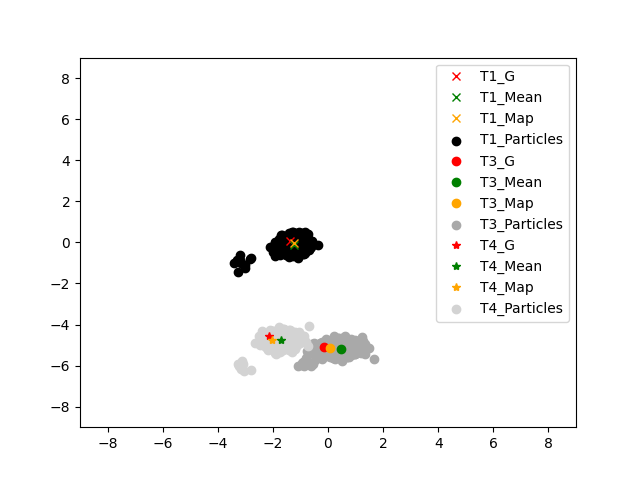 8
6
4
2
0
−2
−4
−6
−8
−8 −6 −4 −2 0 2 4 6 8
T1_G
T1_Mean
T1_Map
T1_Particles
T3_G
T3_Mean
T3_Map
T3_Particles
T4_G
T4_Mean
T4_Map
T4_Particles